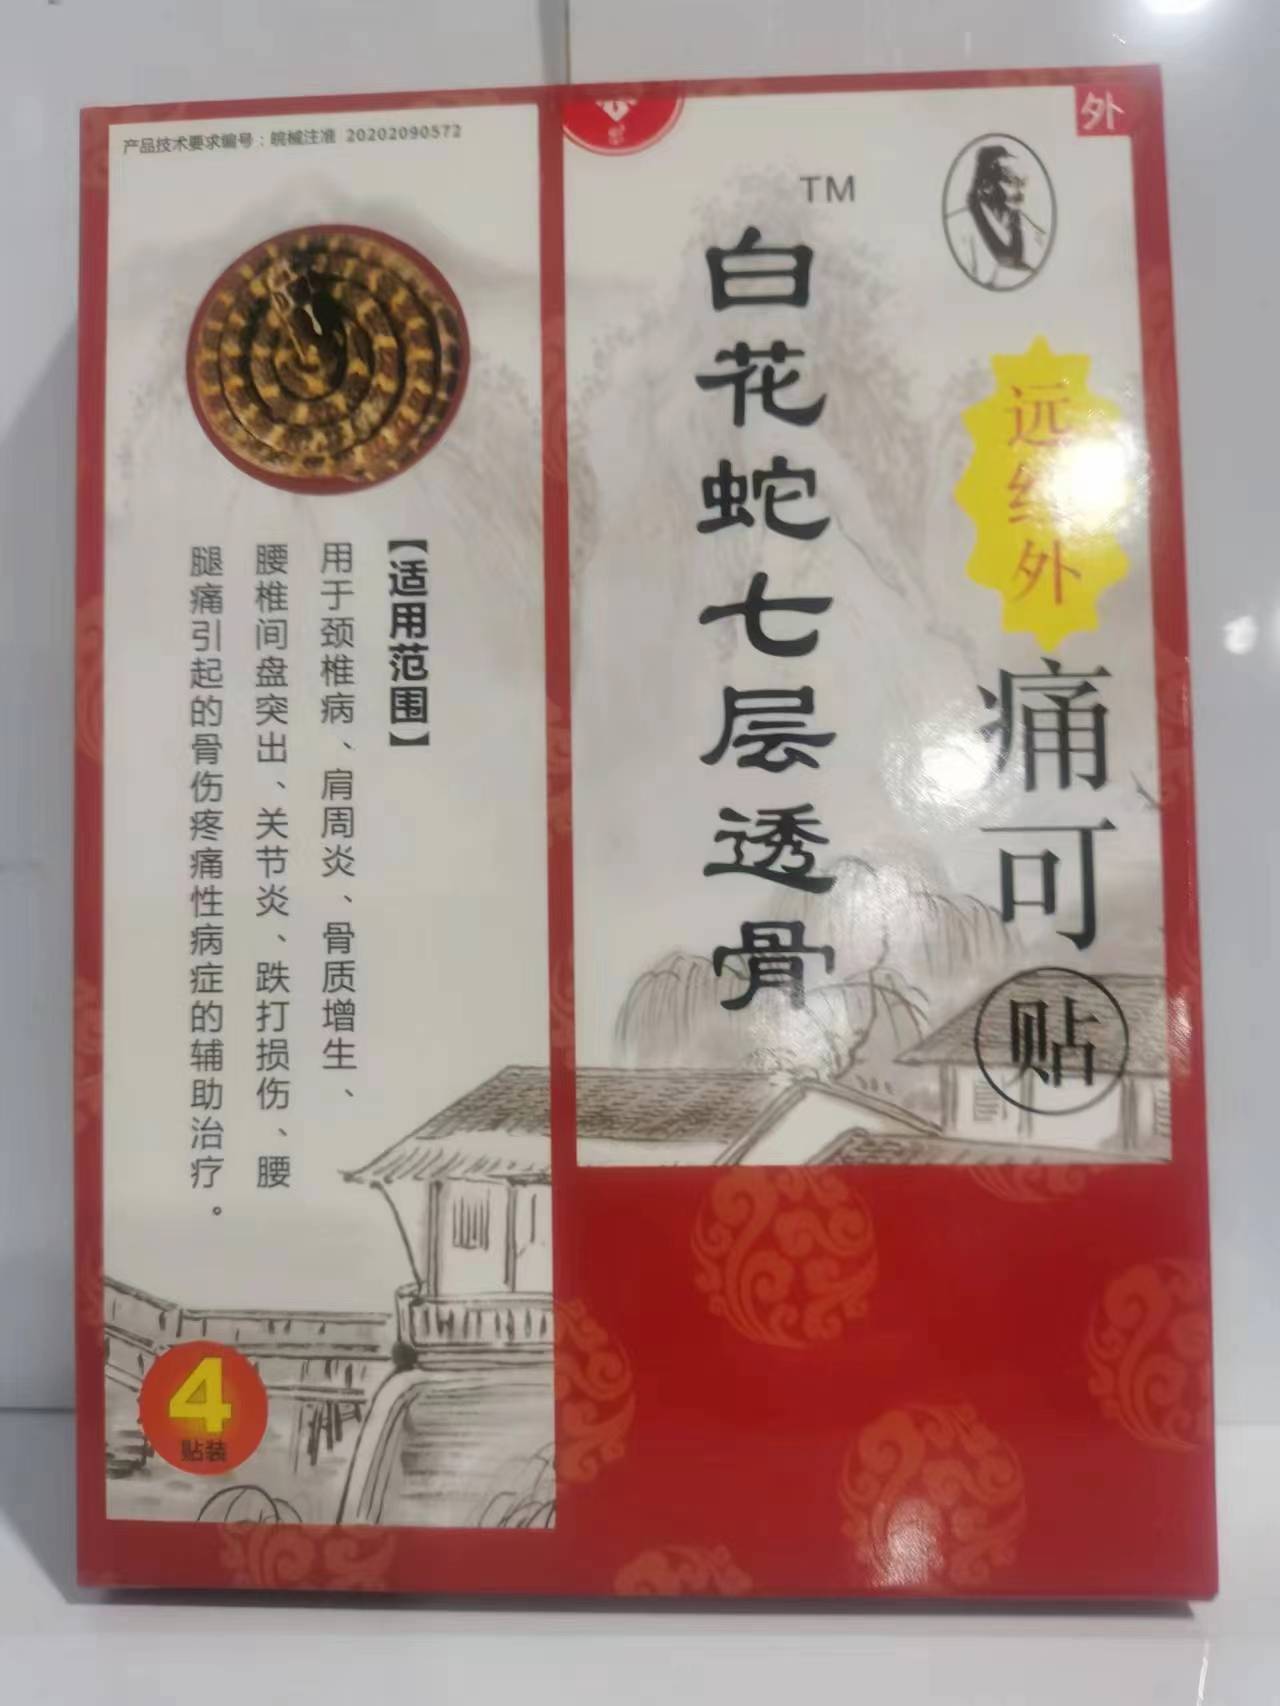 产品技术要求编号：皖械注准 20202090572
【适用范围】
用于颈椎病、肩周炎、骨质增生、
腰椎间盘突出、关节炎、跌打损伤、腰
腿痛引起的骨伤疼痛性病症的辅助治疗。
4
贴装
外
TM
远红外
痛可贴
白花蛇七层透骨